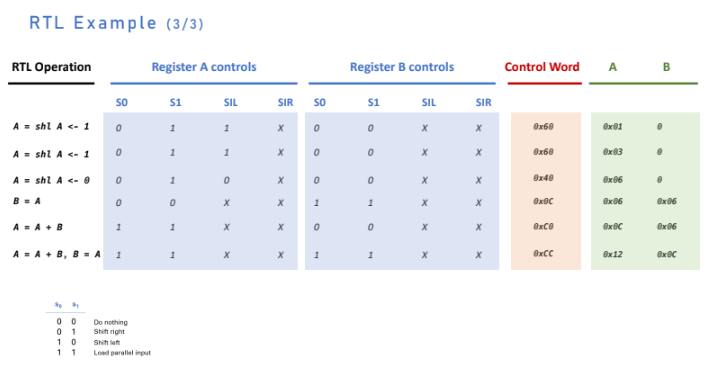 RTL Example (3/3)
RTL Operation Register A controls Register B controls Control Word A B
S0 S1 SIL SIR S0 S1 SIL SIR
A = shl A <- 1 0 1 1 X 0 0 X X 0x60 0x01 0
A = shl A <- 1 0 1 1 X 0 0 X X 0x60 0x03 0
A = shl A <- 0 0 1 0 X 0 0 X X 0x40 0x06 0
B = A 0 0 X X 1 1 X X 0x0C 0x06 0x06
A = A + B 1 1 X X 0 0 X X 0xC0 0x0C 0x06
A = A + B, B = A 1 1 X X 1 1 X X 0xCC 0x12 0x0C
S₀ S₁
0 0 Do nothing
0 1 Shift right
1 0 Shift left
1 1 Load parallel input